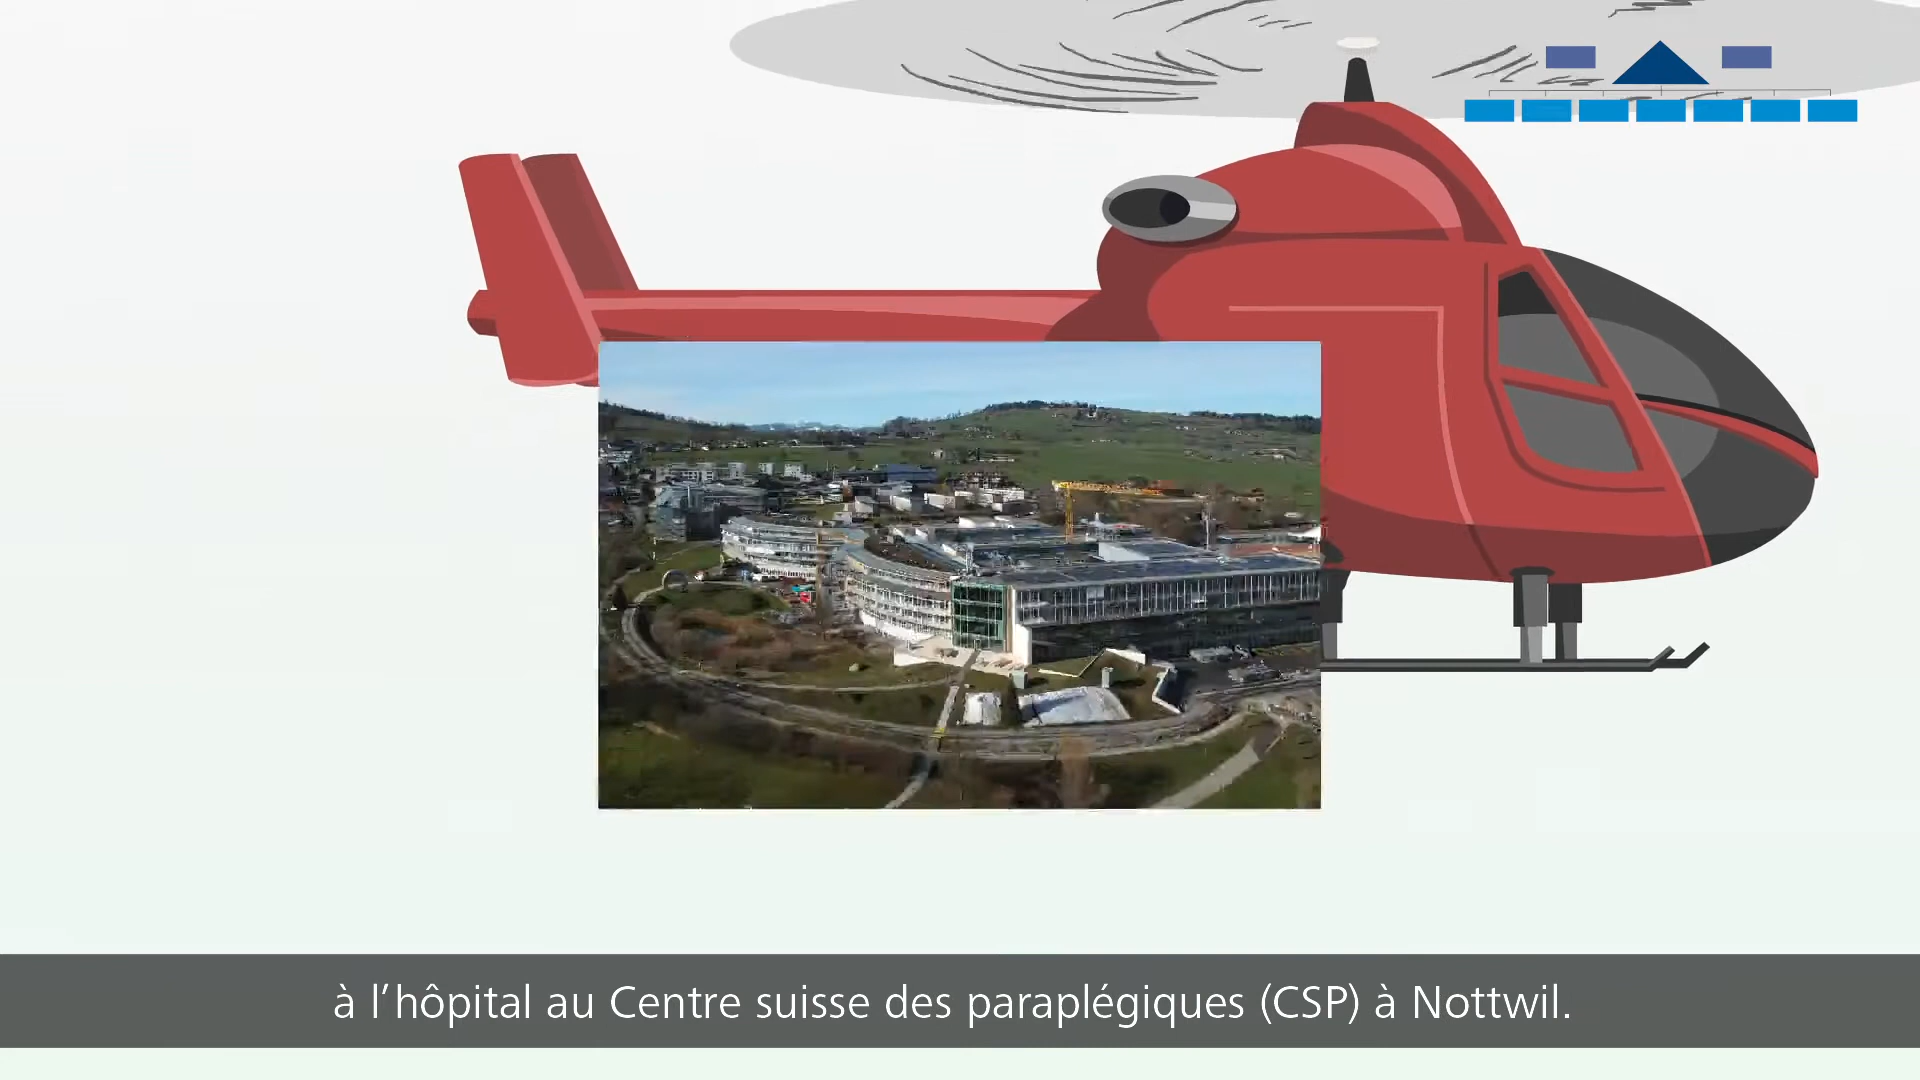 à l’hôpital au Centre suisse des paraplégiques (CSP) à Nottwil.